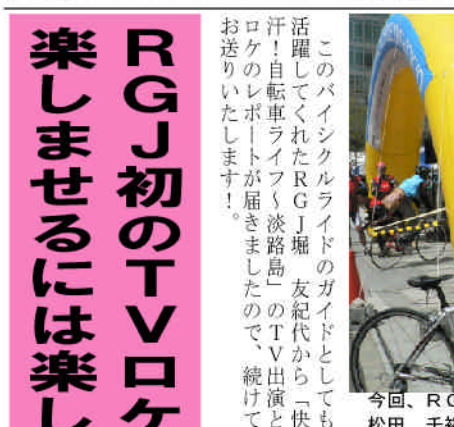 RGJ初のTVロケ
楽しませるには楽し
このバイシクルライドのガイドとしても
活躍してくれたRGJ堀　友紀代から「快
汗！自転車ライフ～淡路島」のTV出演と
ロケのレポートが届きましたので、続けて
お送りいたします！。
今回、RG
松田　千裕